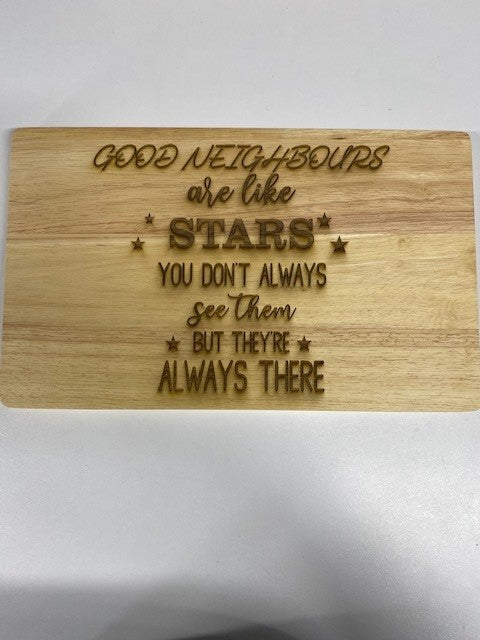 GOOD NEIGHBOURS
are like
STARS
YOU DON'T ALWAYS
see them
BUT THEY'RE
ALWAYS THERE